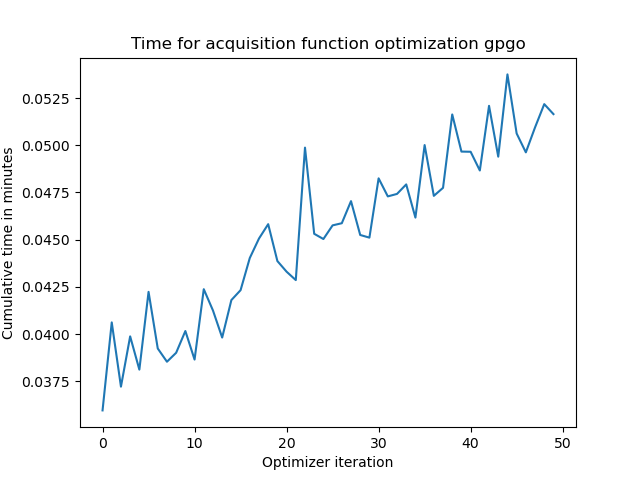 Time for acquisition function optimization gpgo
0.0525
0.0500
0.0475
0.0450
0.0425
0.0400
0.0375
Cumulative time in minutes
0 10 20 30 40 50
Optimizer iteration